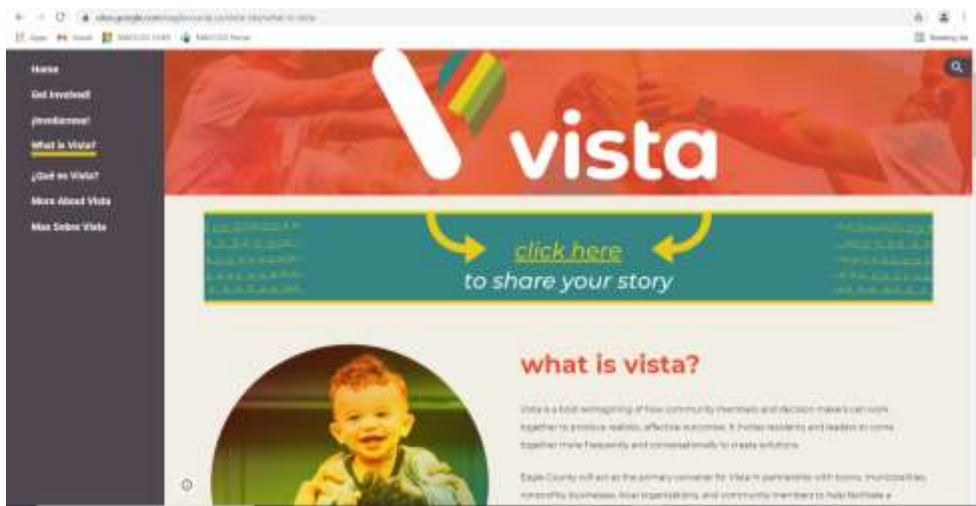 Home
Get Involved!
¡Involúcrese!
What is Vista?
¿Qué es Vista?
More About Vista
Mas Sobre Vista
vista
click here
to share your story
what is vista?
Vista is a bold reimagining of how community members and decision makers can work
together to produce realistic, effective outcomes. It invites residents and leaders to come
together more frequently and conversationally to create solutions.
Eagle County will act as the primary convener for Vista in partnership with towns, municipalities,
nonprofits, businesses, local organizations, and community members to help facilitate a